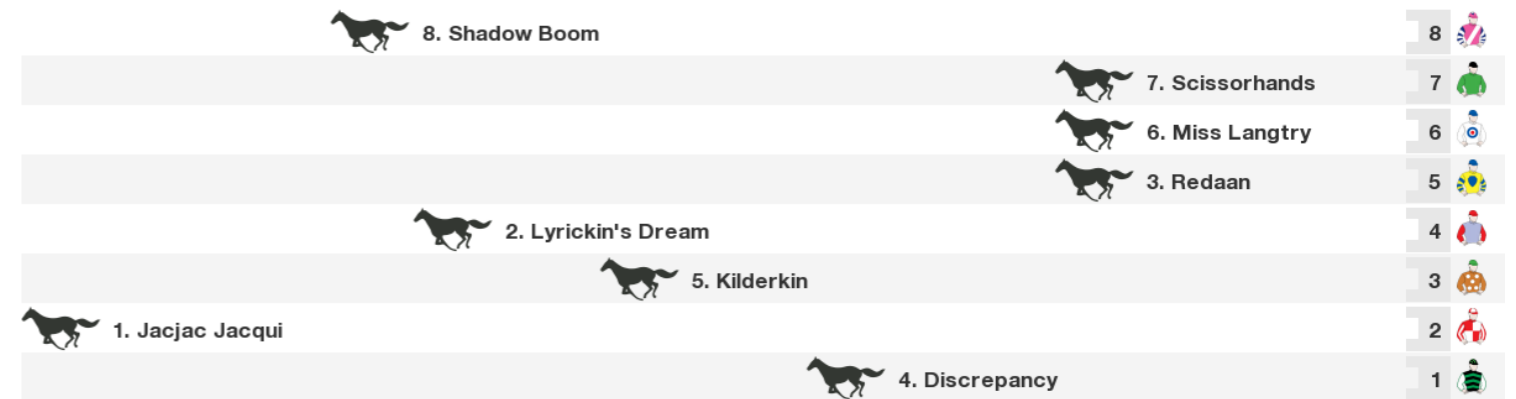 8. Shadow Boom 8
7. Scissorhands 7
6. Miss Langtry 6
3. Redaan 5
2. Lyrickin's Dream 4
5. Kilderkin 3
1. Jacjac Jacqui 2
4. Discrepancy 1